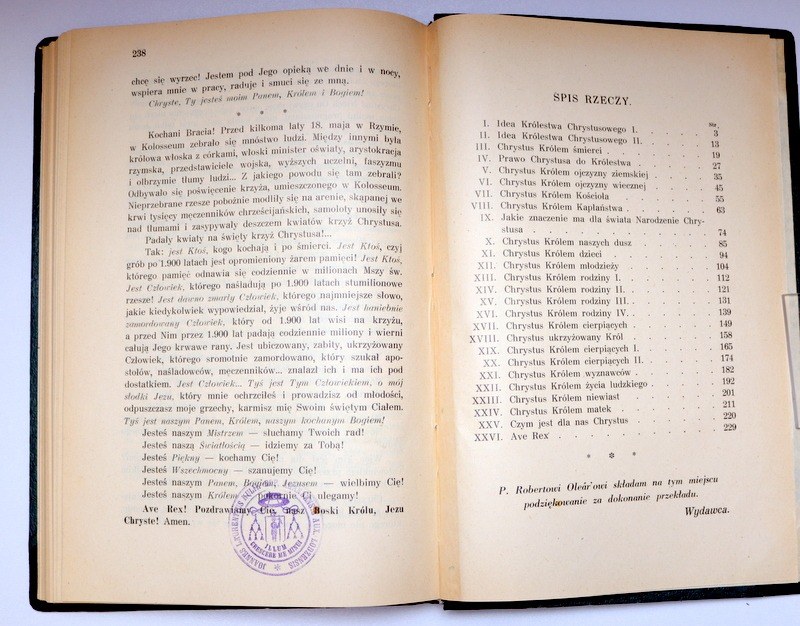 238
chcę się wyrzec! Jestem pod Jego opieką we dnie i w nocy,
wspiera mnie w pracy, raduje i smuci się ze mną.
Chryste, Ty jesteś moim Panem, Królem i Bogiem!
* * *
Kochani Bracia! Przed kilkoma laty 18. maja w Rzymie,
w Kolosseum zebrało się mnóstwo ludzi. Między innymi była
królowa włoska z córkami, włoski minister oświaty, arystokracja
rzymska, przedstawiciele wojska, wyższych uczelni, faszyzmu
i olbrzymie tłumy ludzi... Z jakiego powodu się tam zebrali?
Odbywało się poświęcenie krzyża, umieszczonego w Kolosseum.
Nieprzebrane rzesze pobożnie modliły się na arenie, skąpanej we
krwi tysięcy męczenników chrześcijańskich, samoloty unosiły się
nad tłumami i zasypywały deszczem kwiatów krzyż Chrystusa.
Padały kwiaty na święty krzyż Chrystusa!...
Tak: jest Ktoś, kogo kochają i po śmierci. Jest Ktoś, czyj
grób po 1.900 latach jest opromieniony żarem pamięci! Jest Ktoś,
którego pamięć odnawia się codziennie w milionach Mszy św.
Jest Człowiek, którego naśladują po 1.900 latach stumilionowe
rzesze! Jest dawno zmarły Człowiek, którego najmniejsze słowo,
jakie kiedykolwiek wypowiedział, żyje wśród nas. Jest haniebnie
zamordowany Człowiek, który od 1.900 lat wisi na krzyżu,
a przed Nim przez 1.900 lat padają codziennie miliony i wierni
całują Jego krwawe rany. Jest ubiczowany, zabity, ukrzyżowany
Człowiek, którego sromotnie zamordowano, który szukał apo-
stołów, naśladowców, męczenników... znalazł ich i ma ich pod
dostatkiem. Jest Człowiek... Tyś jest Tym Człowiekiem, o mój
słodki Jezu, który mnie ochrzciłeś i prowadzisz od młodości,
odpuszczasz moje grzechy, karmisz mię Swoim świętym Ciałem.
Tyś jest naszym Panem, Królem, naszym kochanym Bogiem!
Jesteś naszym Mistrzem — słuchamy Twoich rad!
Jesteś naszą Światłością — idziemy za Tobą!
Jesteś Piękny — kochamy Cię!
Jesteś Wszechmocny — szanujemy Cię!
Jesteś naszym Panem, Bogiem, Jezusem — wielbimy Cię!
Jesteś naszym Królem — pokornie Ci ulegamy!
Ave Rex! Pozdrawiamy Cię, nasz Boski Królu, Jezu
Chryste! Amen.
ILLUM
CRESCERE ME MINUI
SPIS RZECZY.
Str.
I. Idea Królestwa Chrystusowego I. 3
II. Idea Królestwa Chrystusowego II. 13
III. Chrystus Królem śmierci 19
IV. Prawo Chrystusa do Królestwa 27
V. Chrystus Królem ojczyzny ziemskiej 35
VI. Chrystus Królem ojczyzny wiecznej 45
VII. Chrystus Królem Kościoła 55
VIII. Chrystus Królem Kapłaństwa 63
IX. Jakie znaczenie ma dla świata Narodzenie Chry-
stusa 74
X. Chrystus Królem naszych dusz 85
XI. Chrystus Królem dzieci 94
XII. Chrystus Królem młodzieży 104
XIII. Chrystus Królem rodziny I. 112
XIV. Chrystus Królem rodziny II. 121
XV. Chrystus Królem rodziny III. 131
XVI. Chrystus Królem rodziny IV. 139
XVII. Chrystus Królem cierpiących 149
XVIII. Chrystus ukrzyżowany Król 158
XIX. Chrystus Królem cierpiących I. 165
XX. Chrystus Królem cierpiących II. 174
XXI. Chrystus Królem wyznawców 182
XXII. Chrystus Królem życia ludzkiego 192
XXIII. Chrystus Królem niewiast 201
XXIV. Chrystus Królem matek 211
XXV. Czym jest dla nas Chrystus 220
XXVI. Ave Rex 229
* * *
P. Robertowi Oleár'owi składam na tym miejscu
podziękowanie za dokonanie przekładu.
Wydawca.